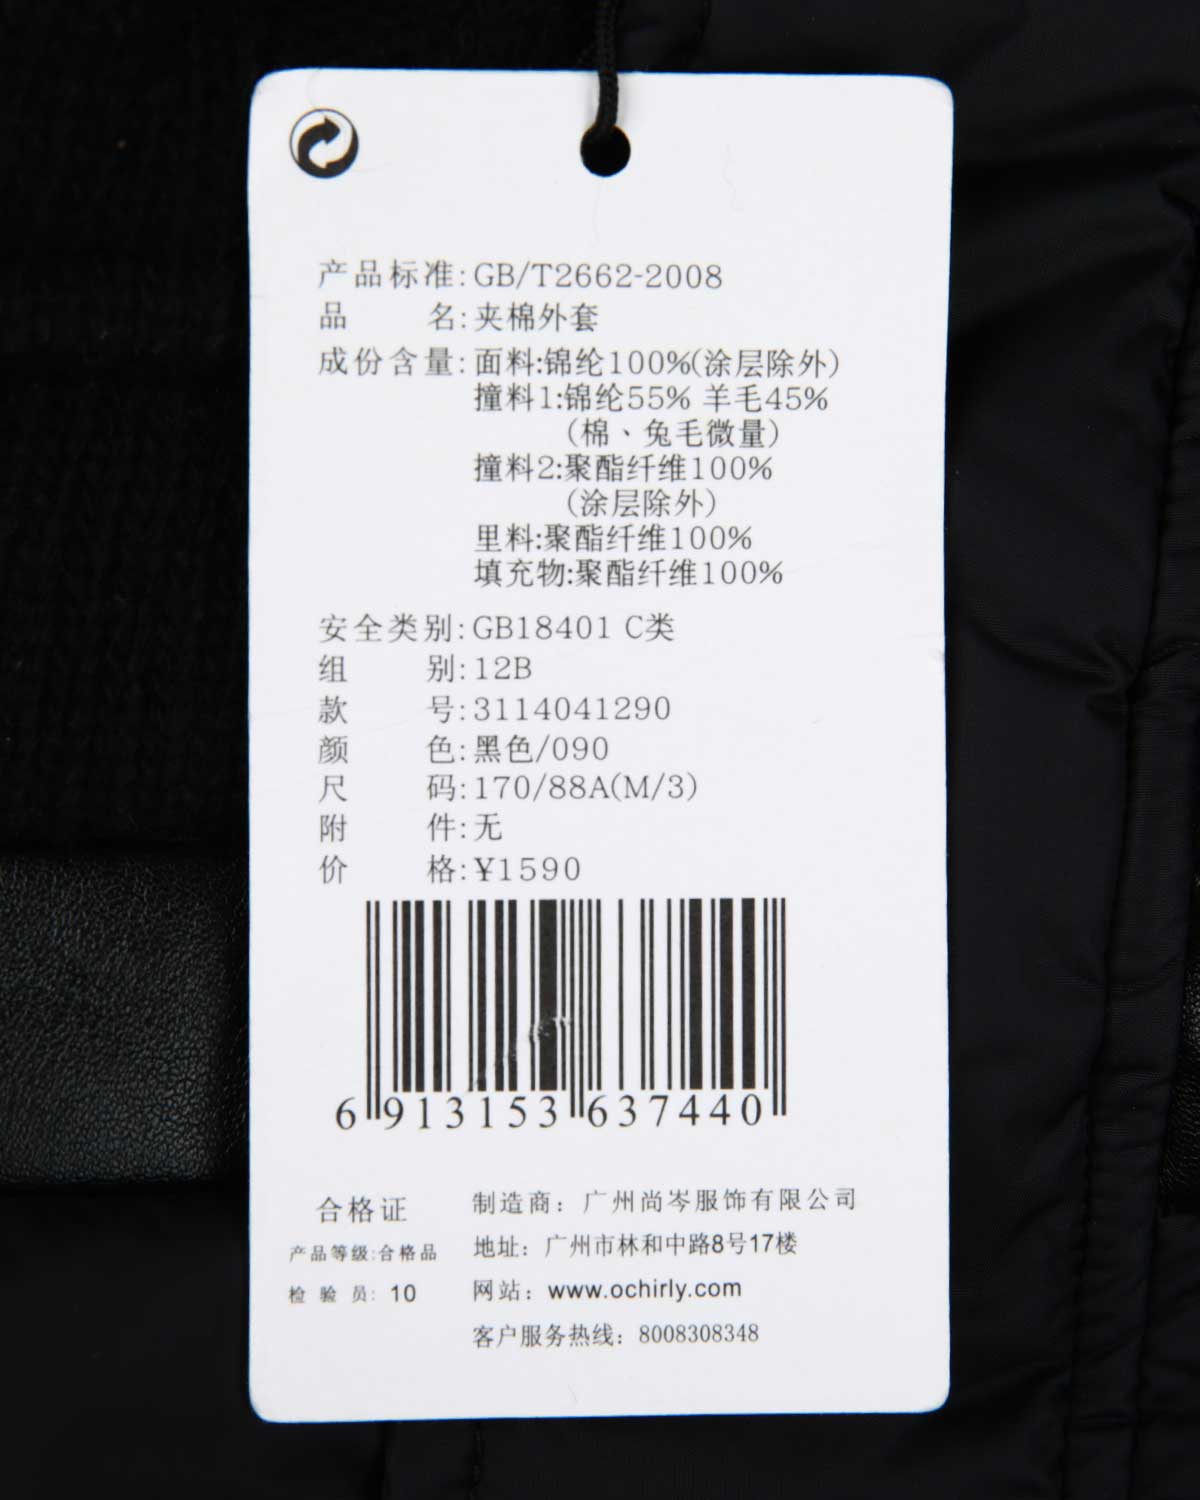 产品标准:GB/T2662-2008
品名:夹棉外套
成份含量:面料:锦纶100%(涂层除外)
撞料1:锦纶55% 羊毛45%
(棉、兔毛微量)
撞料2:聚酯纤维100%
(涂层除外)
里料:聚酯纤维100%
填充物:聚酯纤维100%
安全类别:GB18401 C类
组别:12B
款号:3114041290
颜色:黑色/090
尺码:170/88A(M/3)
附件:无
价格:¥1590
6 913153 637440
合格证
产品等级:合格品
检验员: 10
制造商：广州尚岑服饰有限公司
地址：广州市林和中路8号17楼
网站：www.ochirly.com
客户服务热线：8008308348